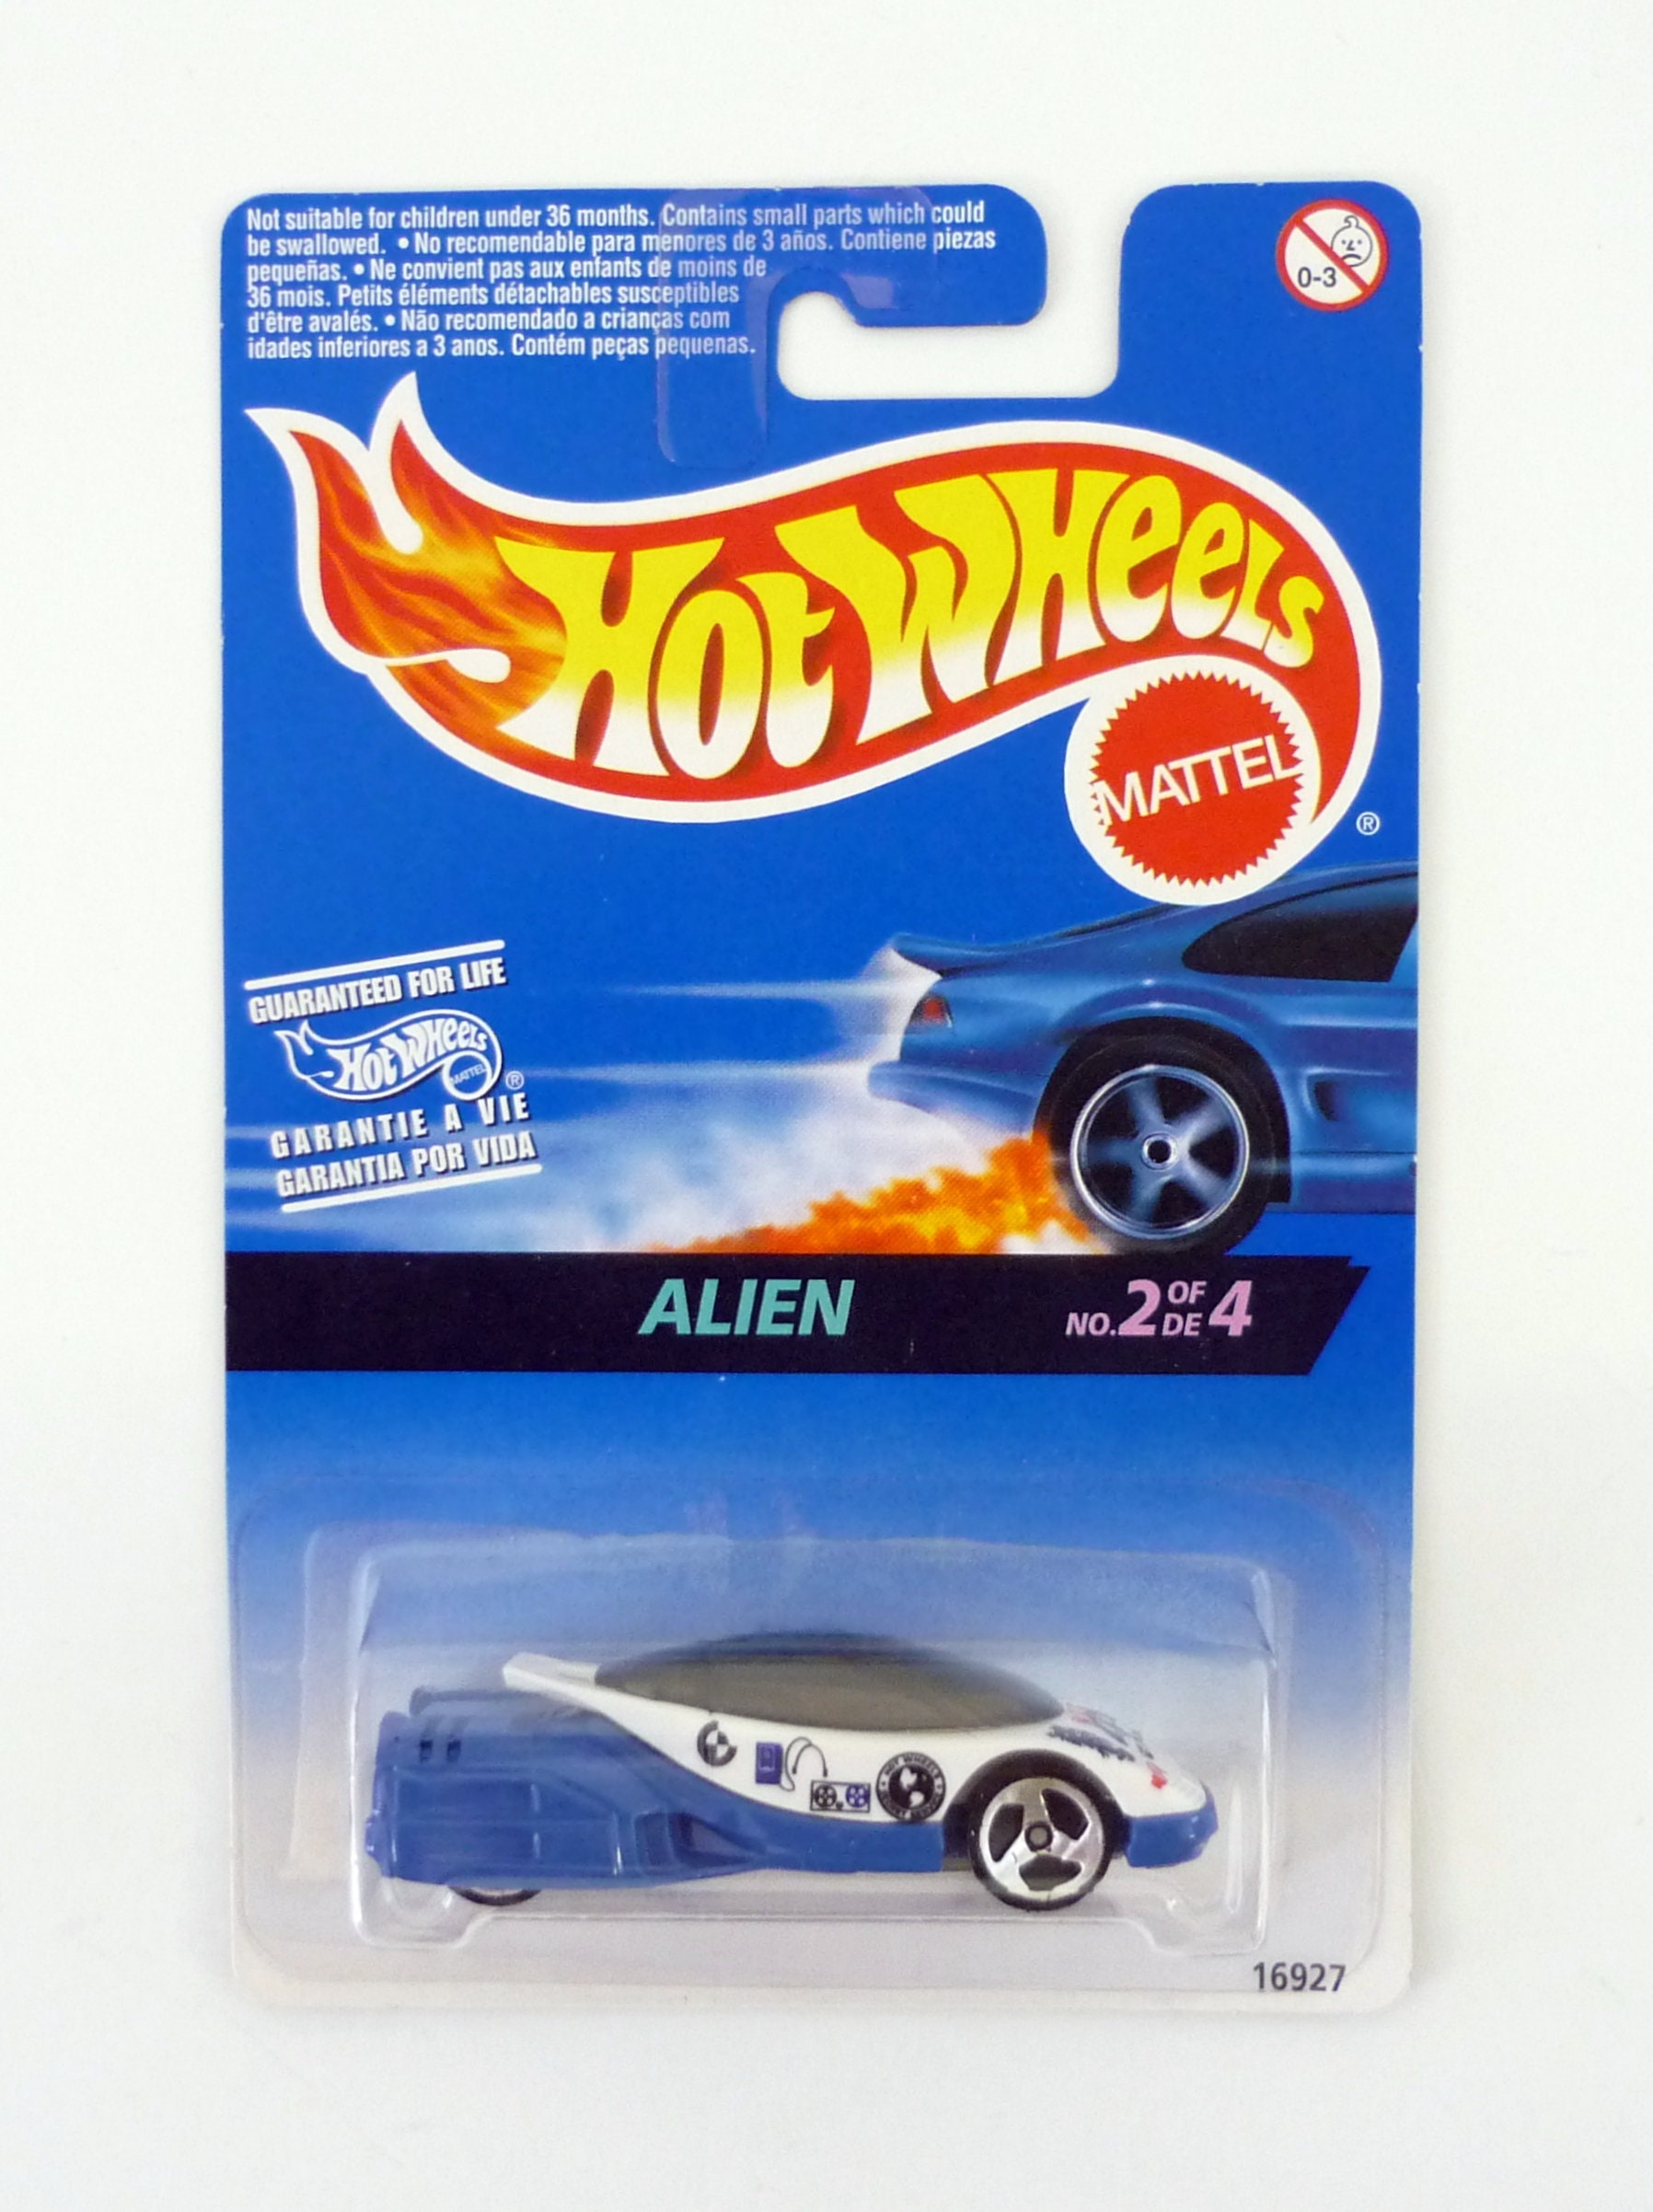 Not suitable for children under 36 months. Contains small parts which could
be swallowed. • No recomendable para menores de 3 años. Contiene piezas
pequeñas. • Ne convient pas aux enfants de moins de
36 mois. Petits éléments détachables susceptibles
d'être avalés. • Não recomendado a crianças com
idades inferiores a 3 anos. Contém peças pequenas.
0-3
HOT WHEELS
MATTEL
®
GUARANTEED FOR LIFE
HOT WHEELS
MATTEL
®
GARANTIE A VIE
GARANTIA POR VIDA
ALIEN
NO. 2 OF DE 4
HOT WHEELS
16927